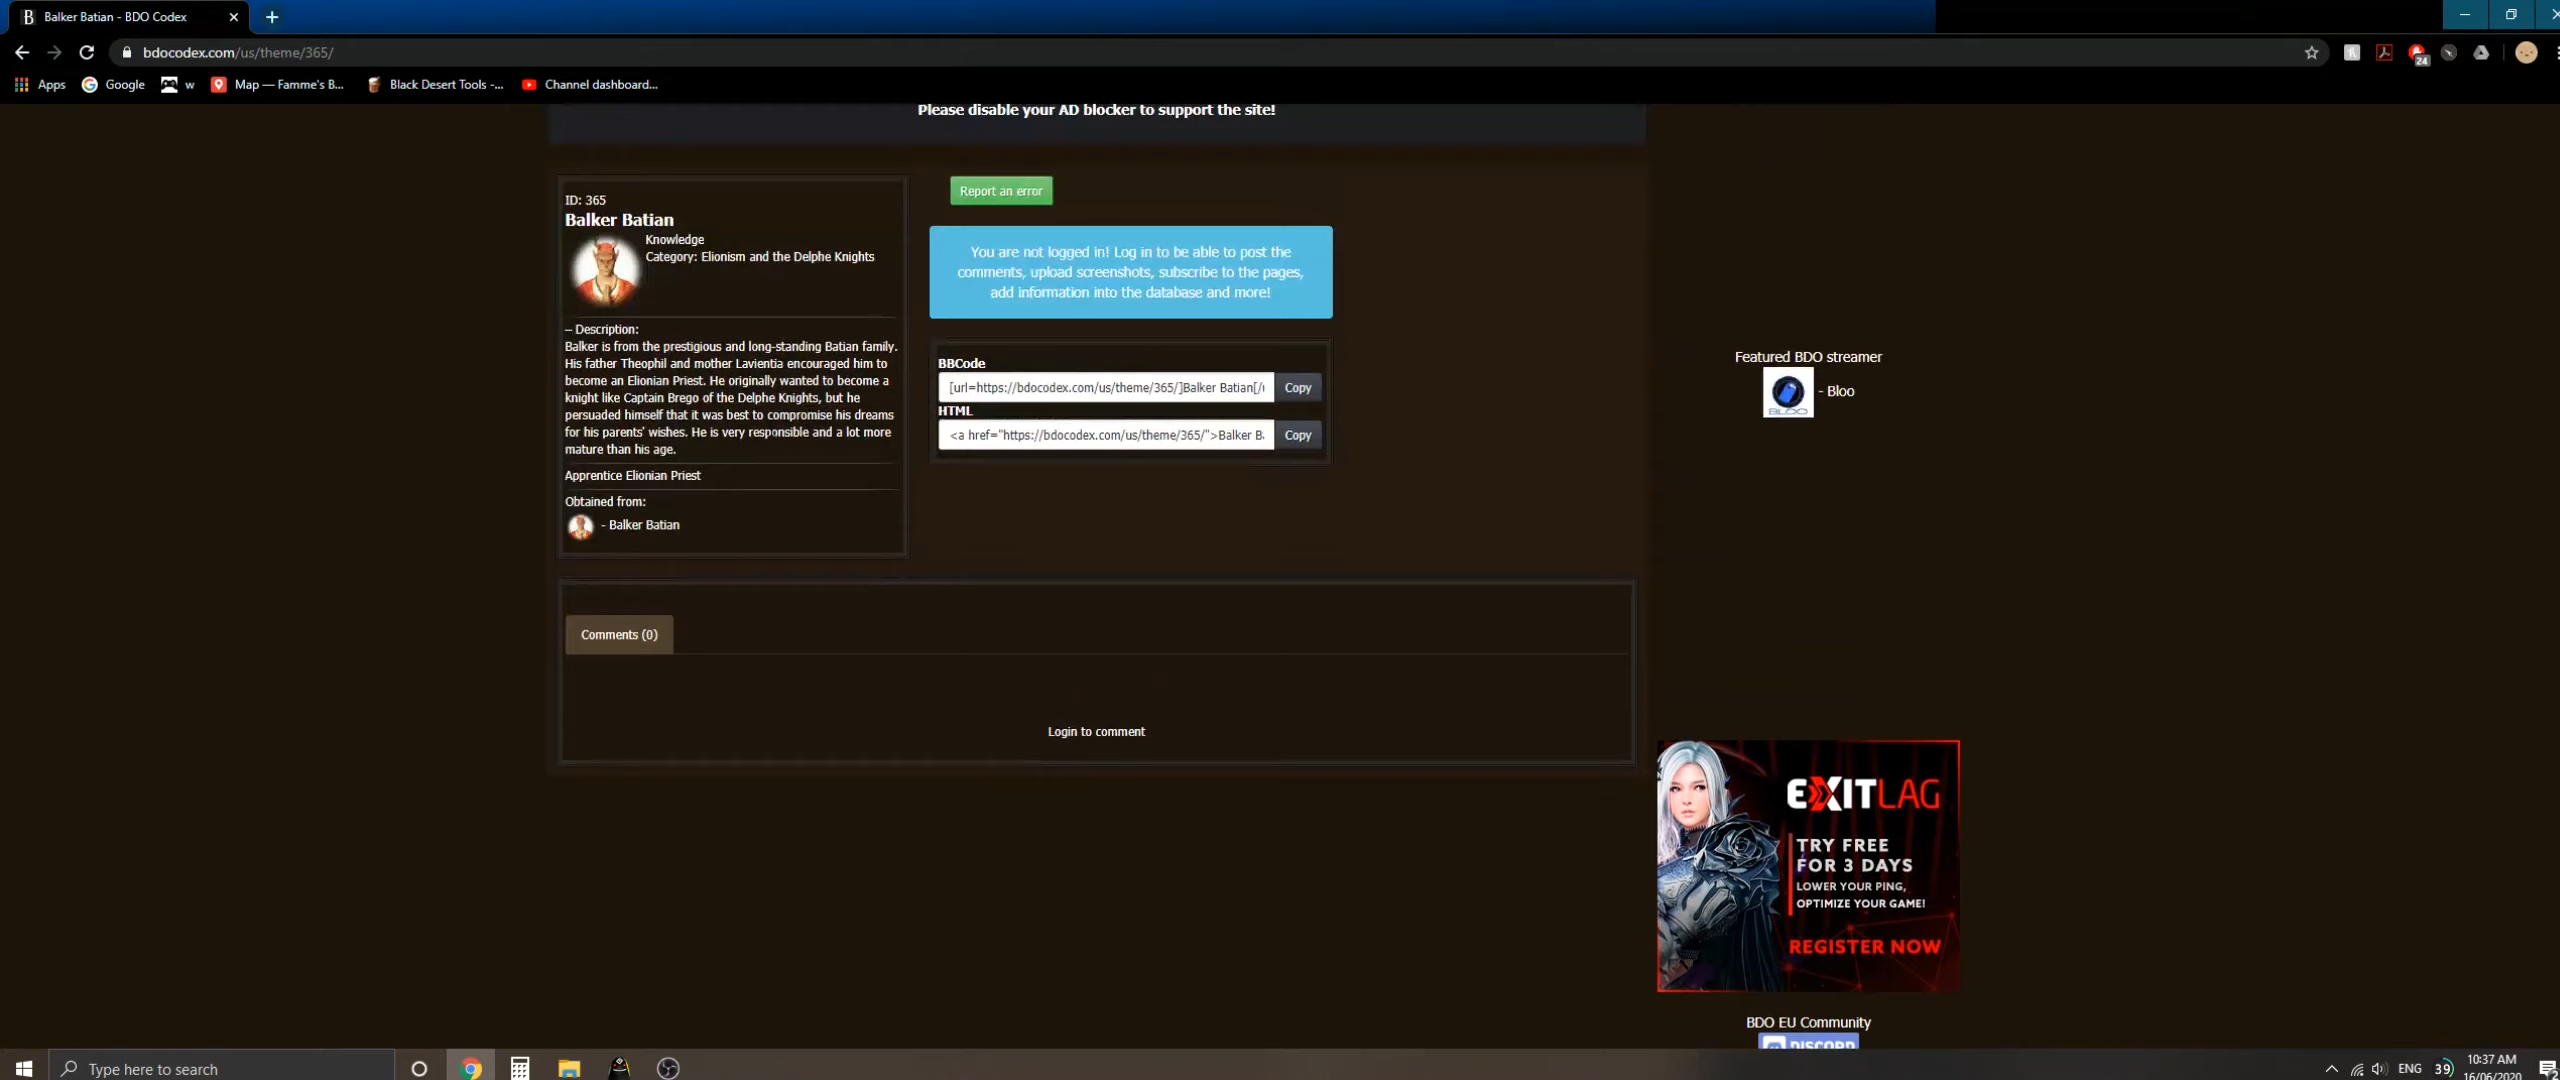 B Balker Batian - BDO Codex
bdocodex.com/us/theme/365/
24
Apps Google w Map — Famme's B... Black Desert Tools -... Channel dashboard...
Please disable your AD blocker to support the site!
ID: 365
Balker Batian
Knowledge
Category: Elionism and the Delphe Knights
– Description:
Balker is from the prestigious and long-standing Batian family.
His father Theophil and mother Lavientia encouraged him to
become an Elionian Priest. He originally wanted to become a
knight like Captain Brego of the Delphe Knights, but he
persuaded himself that it was best to compromise his dreams
for his parents' wishes. He is very responsible and a lot more
mature than his age.
Apprentice Elionian Priest
Obtained from:
- Balker Batian
Report an error
You are not logged in! Log in to be able to post the
comments, upload screenshots, subscribe to the pages,
add information into the database and more!
BBCode
[url=https://bdocodex.com/us/theme/365/]Balker Batian[/
Copy
HTML
<a href="https://bdocodex.com/us/theme/365/">Balker B
Copy
Comments (0)
Login to comment
Featured BDO streamer
BLOO
- Bloo
EXITLAG
TRY FREE
FOR 3 DAYS
LOWER YOUR PING,
OPTIMIZE YOUR GAME!
REGISTER NOW
BDO EU Community
DISCORD
Type here to search
ENG
39
10:37 AM
16/06/2020
2